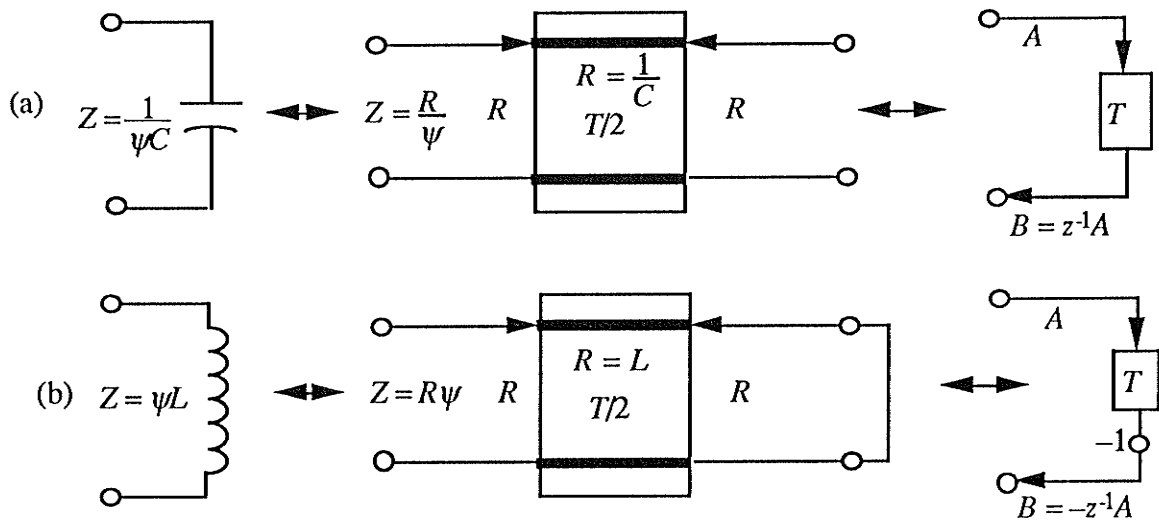 (a)
Z = 1/ψC
Z = R/ψ
R
R = 1/C
T/2
R
A
T
B = z⁻¹A
(b)
Z = ψL
Z = Rψ
R
R = L
T/2
R
A
T
−1
B = −z⁻¹A